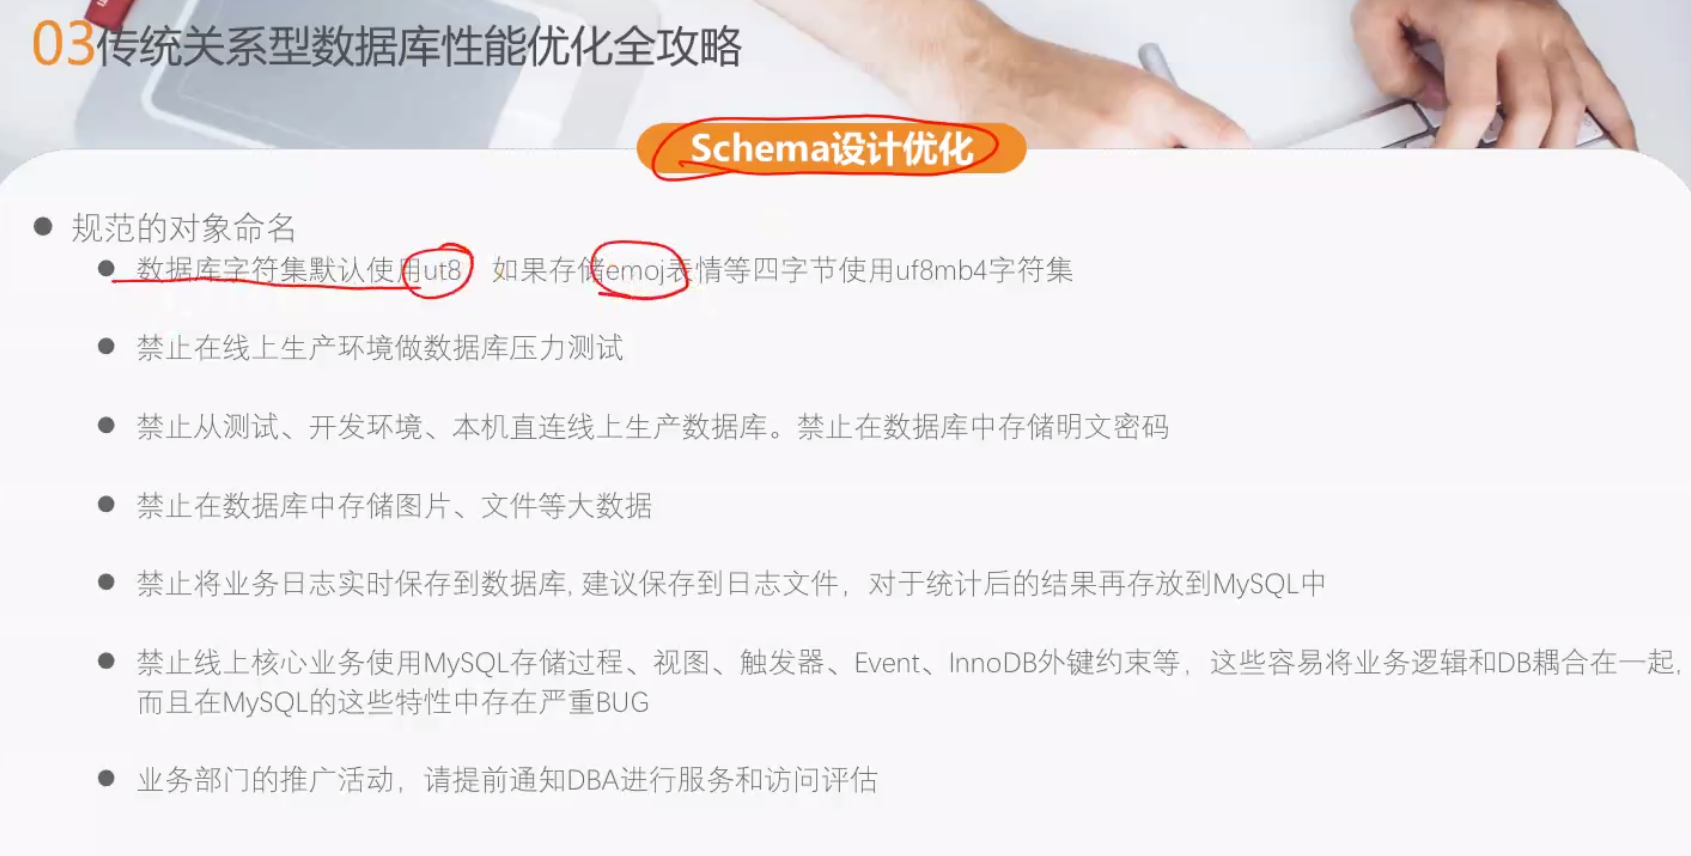 03传统关系型数据库性能优化全攻略
Schema设计优化
规范的对象命名
数据库字符集默认使用ut8， 如果存储emoj表情等四字节使用uf8mb4字符集
禁止在线上生产环境做数据库压力测试
禁止从测试、开发环境、本机直连线上生产数据库。禁止在数据库中存储明文密码
禁止在数据库中存储图片、文件等大数据
禁止将业务日志实时保存到数据库,建议保存到日志文件，对于统计后的结果再存放到MySQL中
禁止线上核心业务使用MySQL存储过程、视图、触发器、Event、InnoDB外键约束等，这些容易将业务逻辑和DB耦合在一起,
而且在MySQL的这些特性中存在严重BUG
业务部门的推广活动，请提前通知DBA进行服务和访问评估